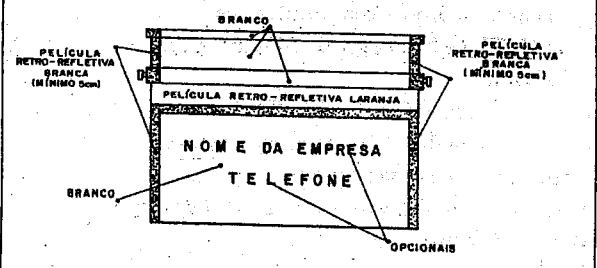 BRANCO
PELÍCULA
RETRO-REFLETIVA
BRANCA
(MÍNIMO 5cm)
PELÍCULA
RETRO-REFLETIVA
BRANCA
(MÍNIMO 5cm)
PELÍCULA RETRO-REFLETIVA LARANJA
NOME DA EMPRESA
TELEFONE
BRANCO
OPCIONAIS